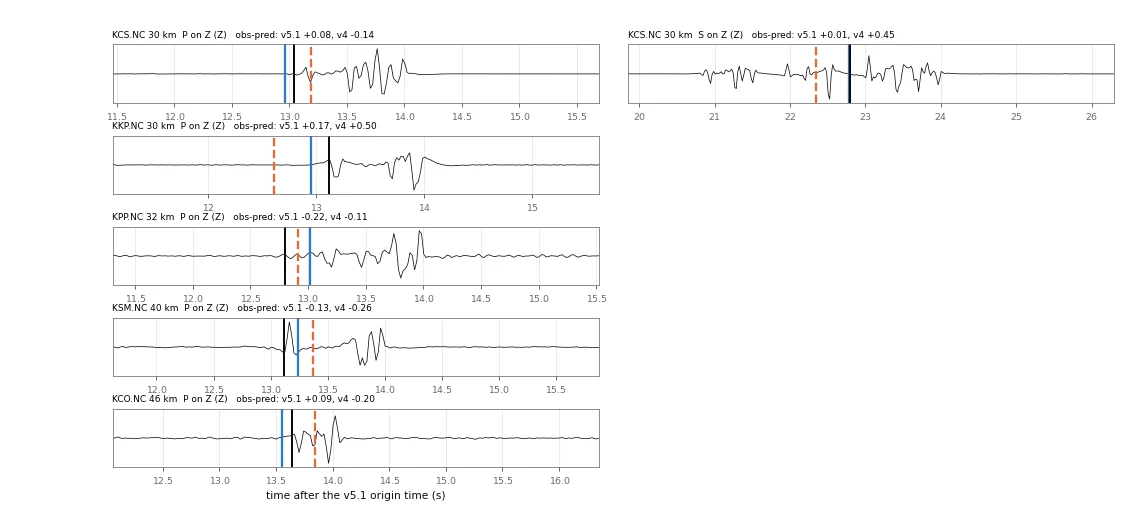 KCS.NC 30 km  P on Z (Z)   obs-pred: v5.1 +0.08, v4 -0.14
11.5 12.0 12.5 13.0 13.5 14.0 14.5 15.0 15.5
KCS.NC 30 km  S on Z (Z)   obs-pred: v5.1 +0.01, v4 +0.45
20 21 22 23 24 25 26
KKP.NC 30 km  P on Z (Z)   obs-pred: v5.1 +0.17, v4 +0.50
12 13 14 15
KPP.NC 32 km  P on Z (Z)   obs-pred: v5.1 -0.22, v4 -0.11
11.5 12.0 12.5 13.0 13.5 14.0 14.5 15.0 15.5
KSM.NC 40 km  P on Z (Z)   obs-pred: v5.1 -0.13, v4 -0.26
12.0 12.5 13.0 13.5 14.0 14.5 15.0 15.5
KCO.NC 46 km  P on Z (Z)   obs-pred: v5.1 +0.09, v4 -0.20
12.5 13.0 13.5 14.0 14.5 15.0 15.5 16.0
time after the v5.1 origin time (s)